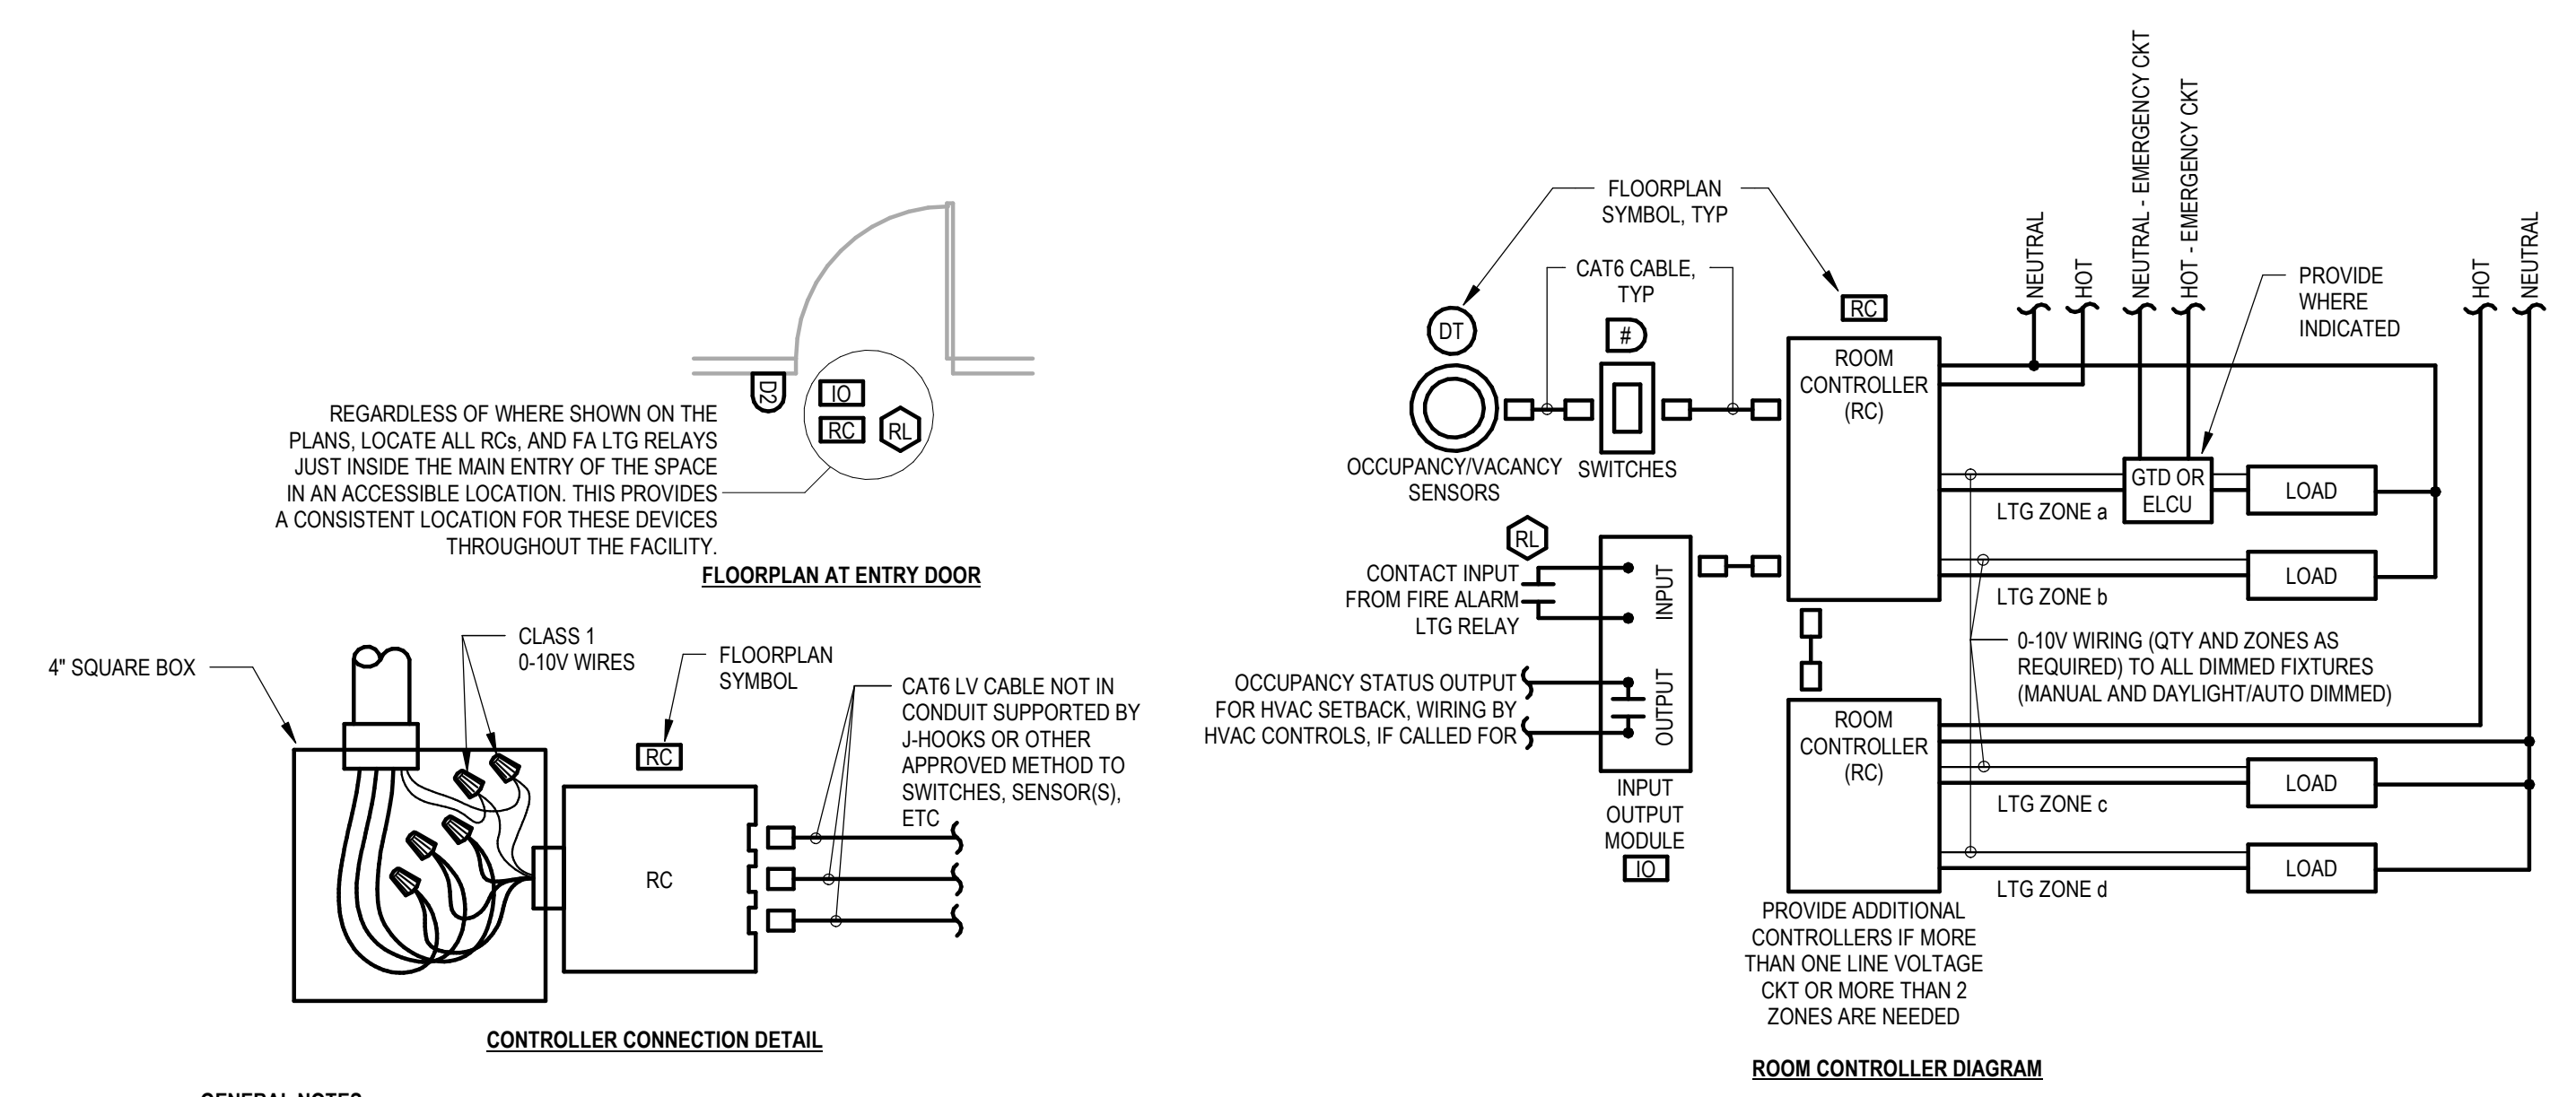 D2
IO
RC
RL
REGARDLESS OF WHERE SHOWN ON THE
PLANS, LOCATE ALL RCs, AND FA LTG RELAYS
JUST INSIDE THE MAIN ENTRY OF THE SPACE
IN AN ACCESSIBLE LOCATION. THIS PROVIDES
A CONSISTENT LOCATION FOR THESE DEVICES
THROUGHOUT THE FACILITY.
FLOORPLAN AT ENTRY DOOR
4" SQUARE BOX
CLASS 1
0-10V WIRES
FLOORPLAN
SYMBOL
RC
CAT6 LV CABLE NOT IN
CONDUIT SUPPORTED BY
J-HOOKS OR OTHER
APPROVED METHOD TO
SWITCHES, SENSOR(S),
ETC
RC
CONTROLLER CONNECTION DETAIL
GENERAL NOTES
FLOORPLAN
SYMBOL, TYP
CAT6 CABLE,
TYP
DT
#
RC
OCCUPANCY/VACANCY
SENSORS
SWITCHES
ROOM
CONTROLLER
(RC)
NEUTRAL
HOT
NEUTRAL - EMERGENCY CKT
HOT - EMERGENCY CKT
PROVIDE
WHERE
INDICATED
HOT
NEUTRAL
GTD OR
ELCU
LOAD
LTG ZONE a
LOAD
LTG ZONE b
RL
CONTACT INPUT
FROM FIRE ALARM
LTG RELAY
INPUT
OCCUPANCY STATUS OUTPUT
FOR HVAC SETBACK, WIRING BY
HVAC CONTROLS, IF CALLED FOR
OUTPUT
INPUT
OUTPUT
MODULE
IO
0-10V WIRING (QTY AND ZONES AS
REQUIRED) TO ALL DIMMED FIXTURES
(MANUAL AND DAYLIGHT/AUTO DIMMED)
ROOM
CONTROLLER
(RC)
LOAD
LTG ZONE c
LOAD
LTG ZONE d
PROVIDE ADDITIONAL
CONTROLLERS IF MORE
THAN ONE LINE VOLTAGE
CKT OR MORE THAN 2
ZONES ARE NEEDED
ROOM CONTROLLER DIAGRAM